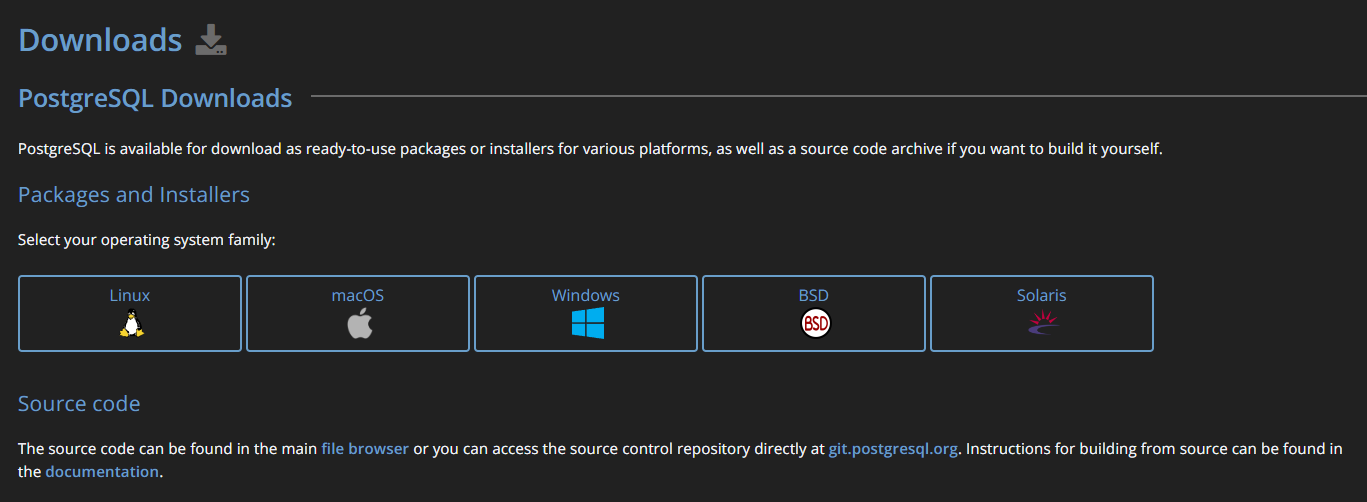 Downloads
PostgreSQL Downloads
PostgreSQL is available for download as ready-to-use packages or installers for various platforms, as well as a source code archive if you want to build it yourself.
Packages and Installers
Select your operating system family:
Linux
macOS
Windows
BSD
Solaris
BSD
Source code
The source code can be found in the main file browser or you can access the source control repository directly at git.postgresql.org. Instructions for building from source can be found in
the documentation.